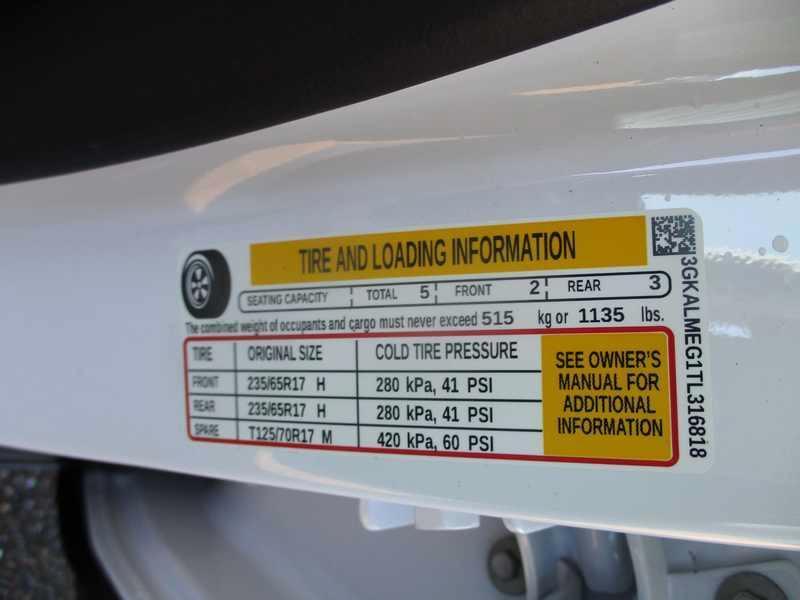 TIRE AND LOADING INFORMATION
SEATING CAPACITY TOTAL 5 FRONT 2 REAR 3
The combined weight of occupants and cargo must never exceed 515 kg or 1135 lbs.
TIRE ORIGINAL SIZE COLD TIRE PRESSURE
FRONT 235/65R17 H 280 kPa, 41 PSI
REAR 235/65R17 H 280 kPa, 41 PSI
SPARE T125/70R17 M 420 kPa, 60 PSI
SEE OWNER'S
MANUAL FOR
ADDITIONAL
INFORMATION
3GKALMEG1TL316818